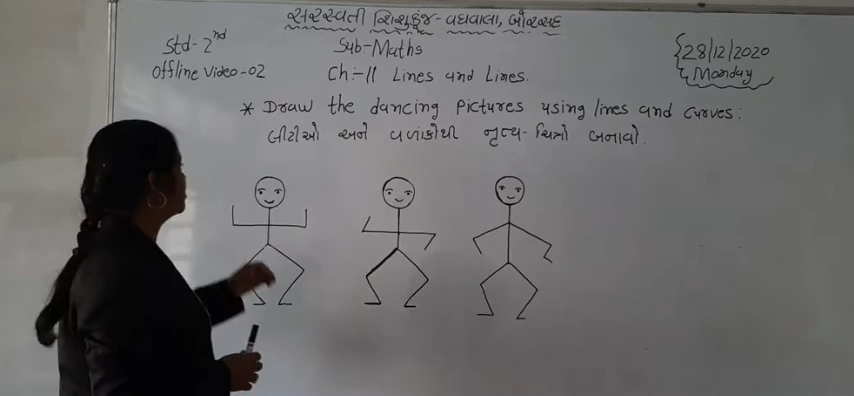 સરસ્વતી શિશુકુંજ - વઘવાલા, બોરસદ
Std - 2nd
Sub - Maths
28/12/2020
Offline Video - 02
Ch :- 11 Lines and Lines.
Monday
* Draw the dancing pictures using lines and curves :
લીટીઓ અને વળાંકોથી નૃત્ય - ચિત્રો બનાવો.